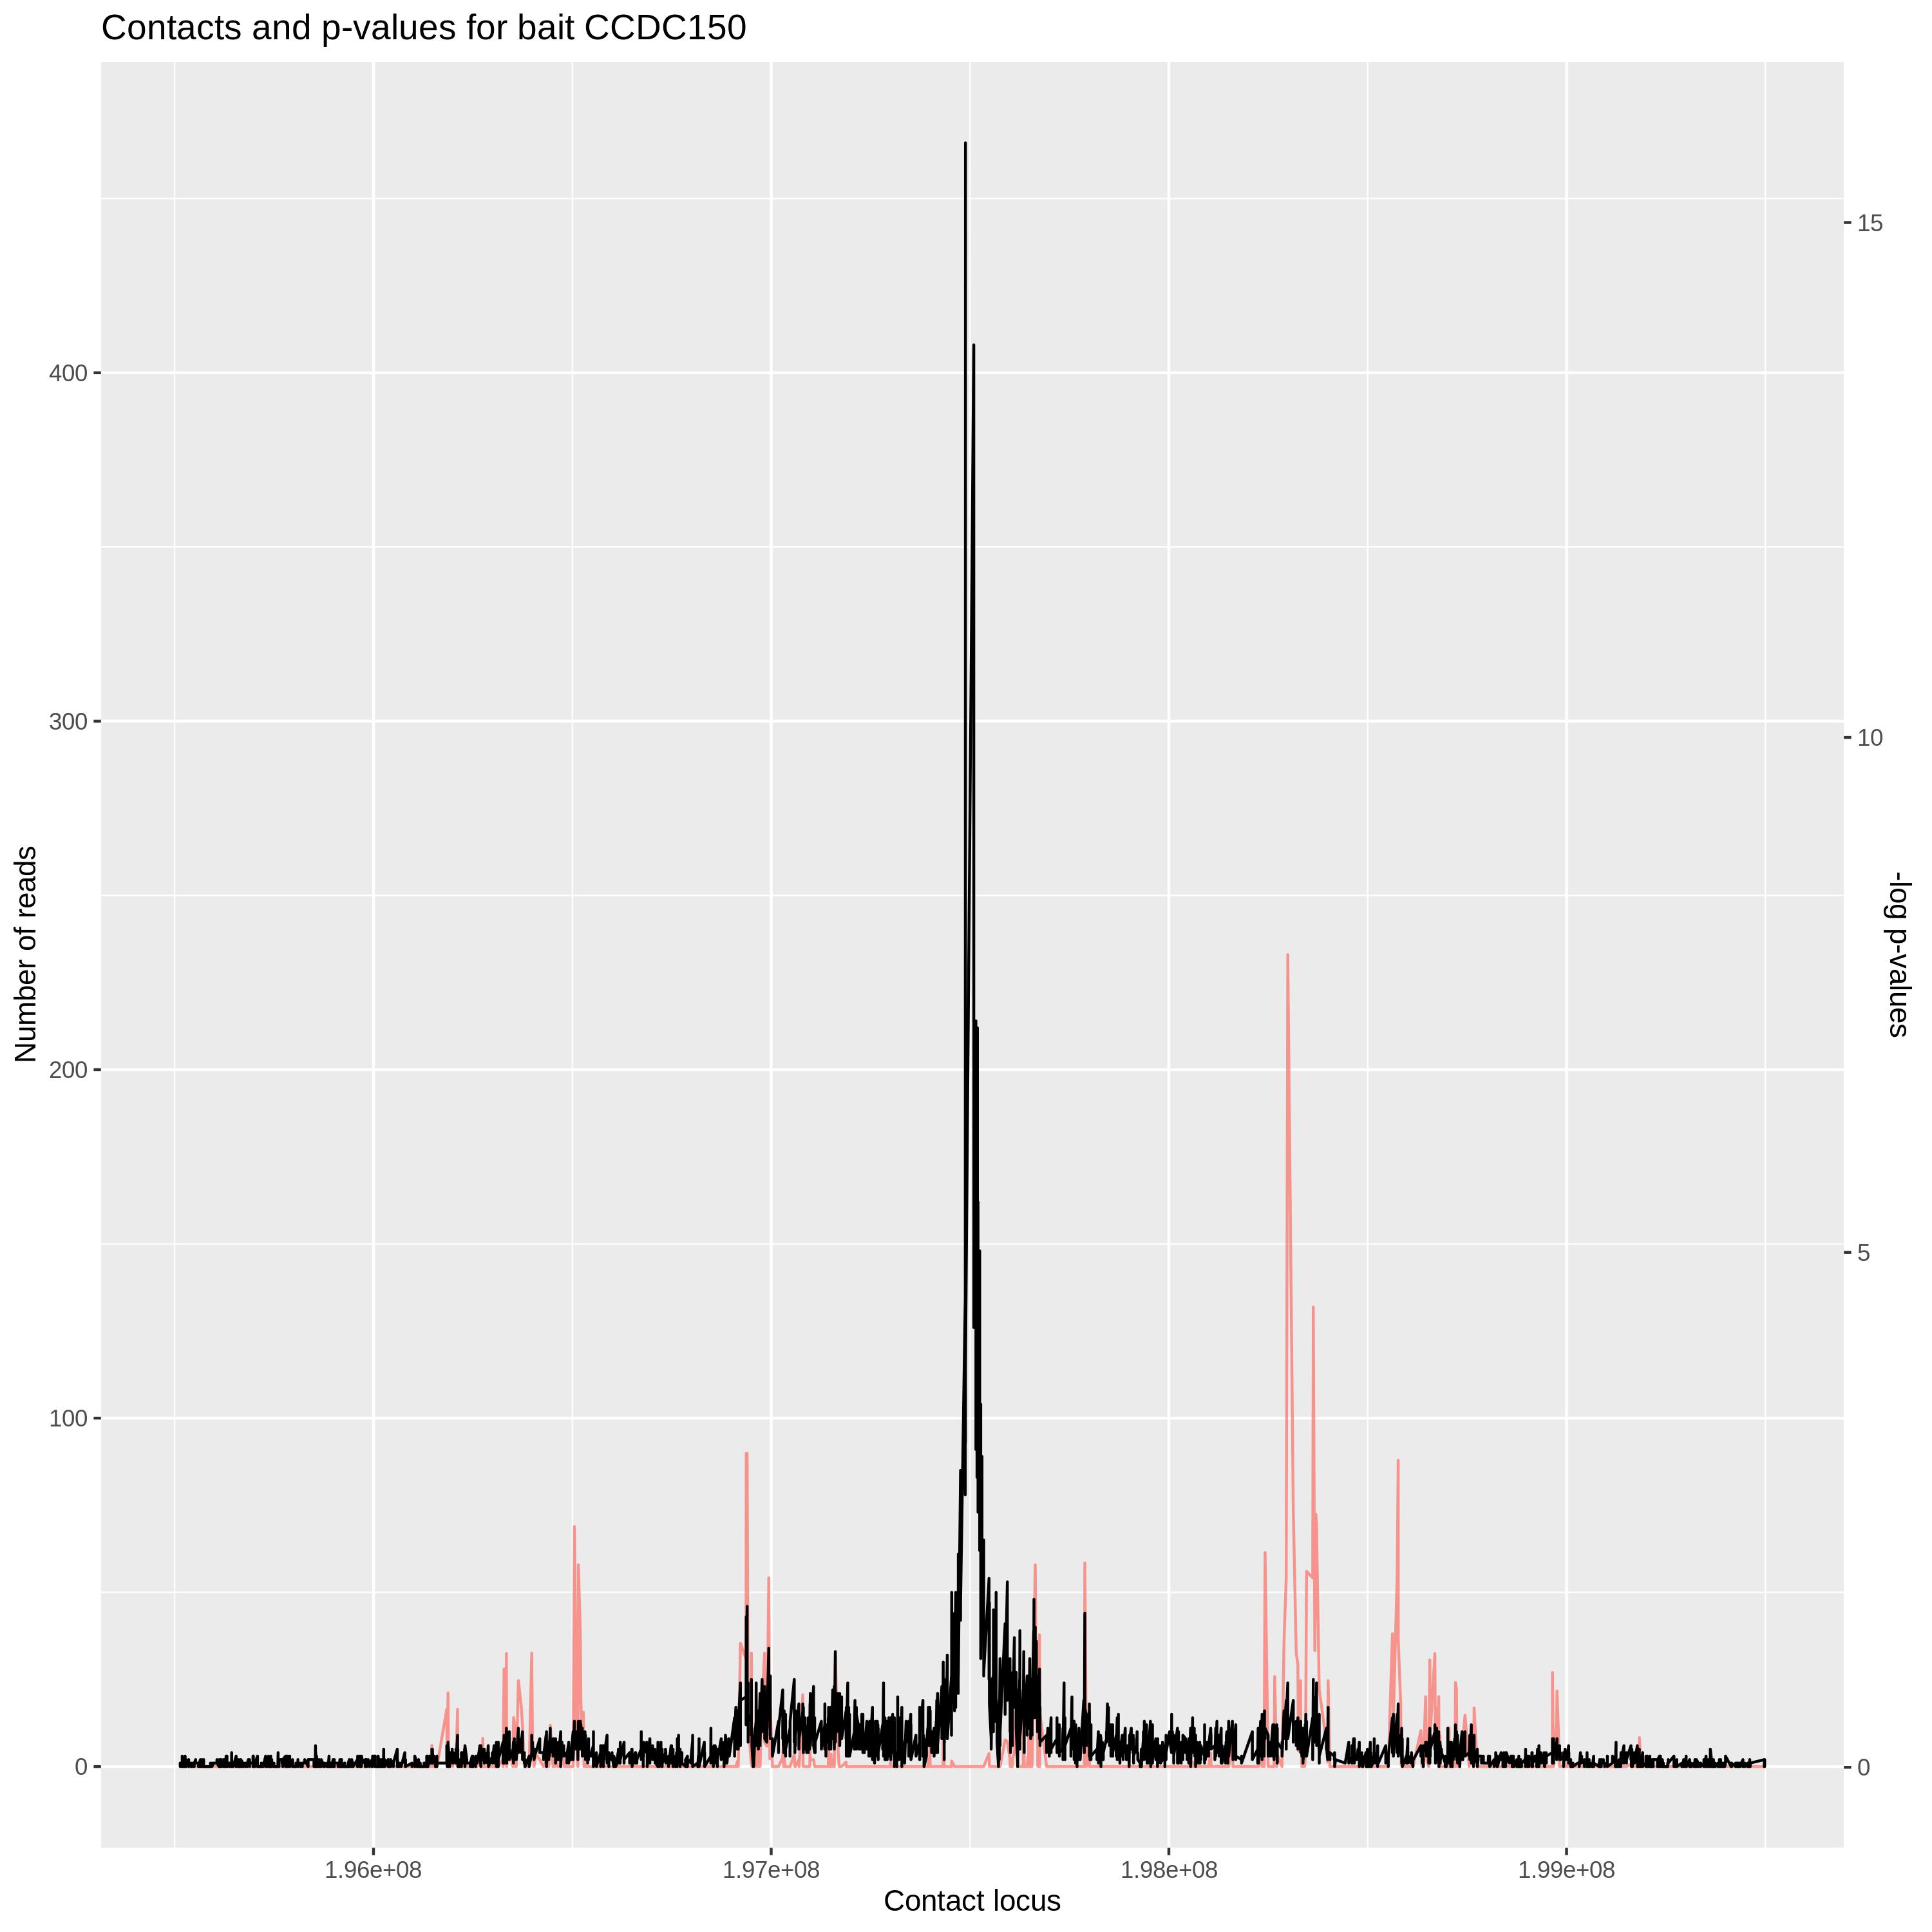 Contacts and p-values for bait CCDC150
Number of reads
400
300
200
100
0
15
10
5
0
-log p-values
1.96e+08 1.97e+08 1.98e+08 1.99e+08
Contact locus